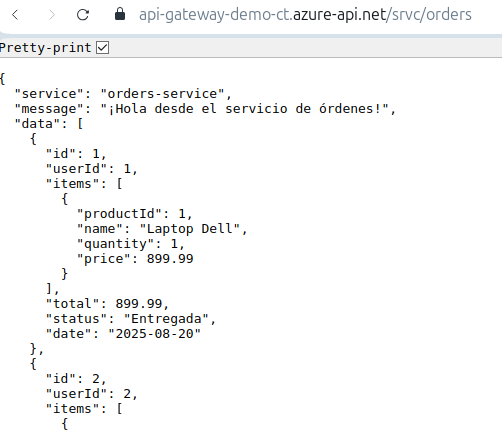 api-gateway-demo-ct.azure-api.net/srvc/orders
Pretty-print
{
  "service": "orders-service",
  "message": "¡Hola desde el servicio de órdenes!",
  "data": [
    {
      "id": 1,
      "userId": 1,
      "items": [
        {
          "productId": 1,
          "name": "Laptop Dell",
          "quantity": 1,
          "price": 899.99
        }
      ],
      "total": 899.99,
      "status": "Entregada",
      "date": "2025-08-20"
    },
    {
      "id": 2,
      "userId": 2,
      "items": [
        {